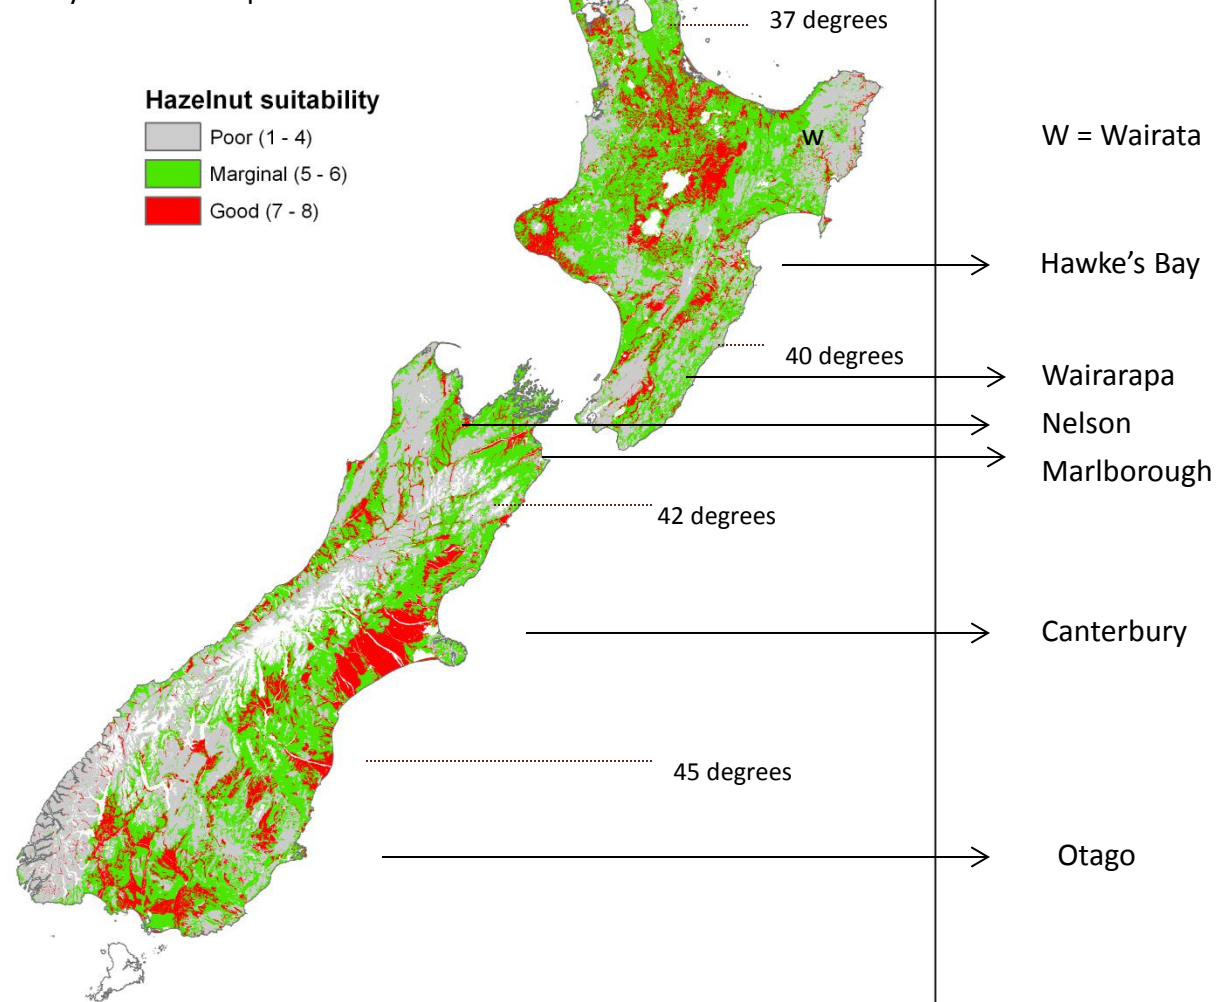 37 degrees
Hazelnut suitability
Poor (1 - 4)
Marginal (5 - 6)
Good (7 - 8)
W
W = Wairata
Hawke's Bay
40 degrees
Wairarapa
Nelson
Marlborough
42 degrees
Canterbury
45 degrees
Otago